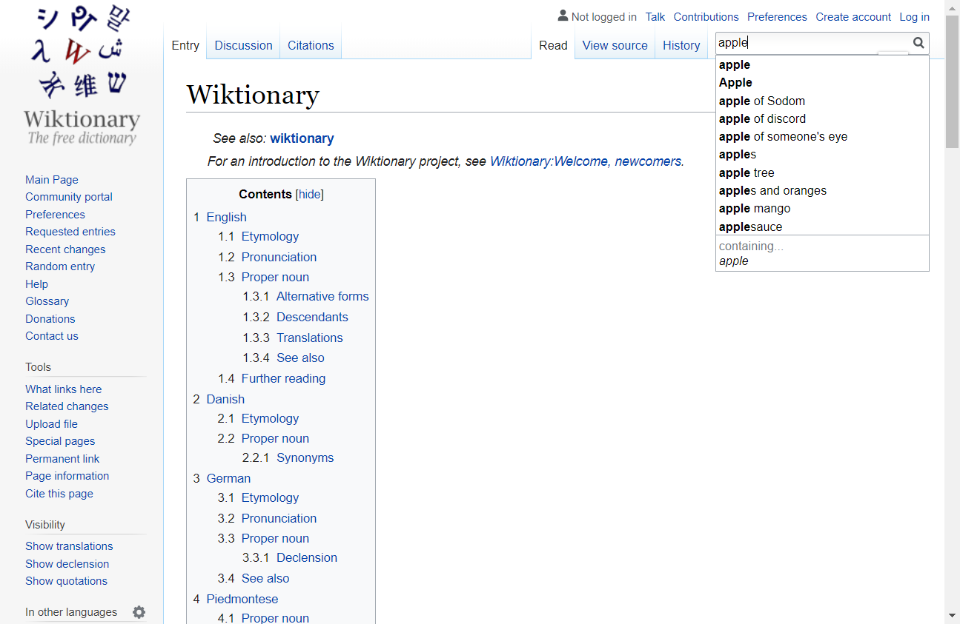 シ Wiktionary
The free dictionary
Main Page
Community portal
Preferences
Requested entries
Recent changes
Random entry
Help
Glossary
Donations
Contact us
Tools
What links here
Related changes
Upload file
Special pages
Permanent link
Page information
Cite this page
Visibility
Show translations
Show declension
Show quotations
In other languages
Not logged in Talk Contributions Preferences Create account Log in
Entry Discussion Citations Read View source History
apple
apple
Apple
apple of Sodom
apple of discord
apple of someone's eye
apples
apple tree
apples and oranges
apple mango
applesauce
containing...
apple
Wiktionary
See also: wiktionary
For an introduction to the Wiktionary project, see Wiktionary:Welcome, newcomers.
Contents [hide]
1 English
1.1 Etymology
1.2 Pronunciation
1.3 Proper noun
1.3.1 Alternative forms
1.3.2 Descendants
1.3.3 Translations
1.3.4 See also
1.4 Further reading
2 Danish
2.1 Etymology
2.2 Proper noun
2.2.1 Synonyms
3 German
3.1 Etymology
3.2 Pronunciation
3.3 Proper noun
3.3.1 Declension
3.4 See also
4 Piedmontese
4.1 Proper noun